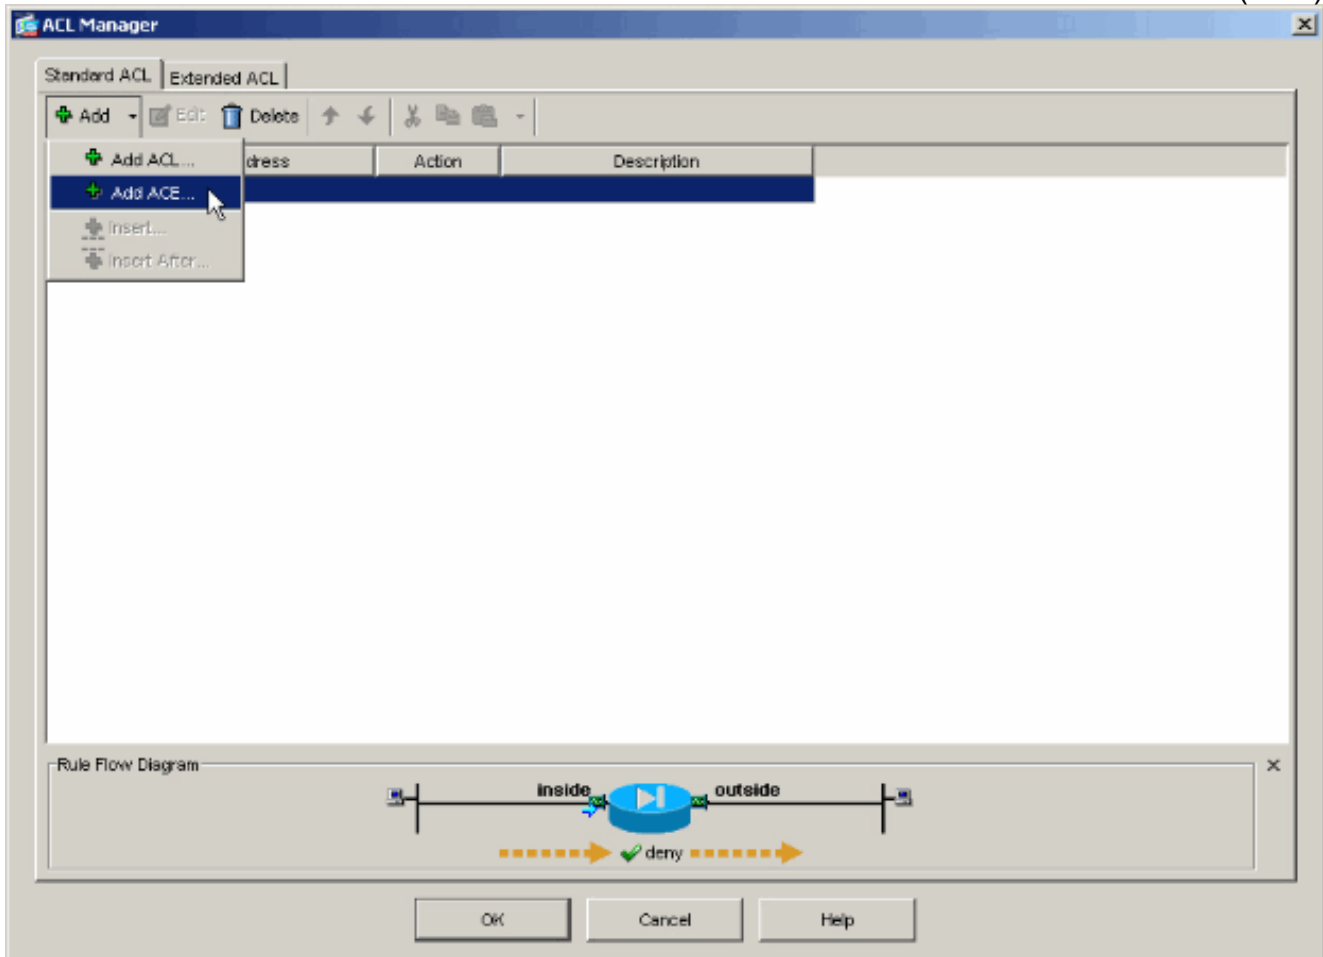 ACL Manager
Standard ACL Extended ACL
Add Edit Delete
Add ACL...
dress Action Description
Add ACE...
Insert...
Insert After...
Rule Flow Diagram
inside outside
deny
OK Cancel Help